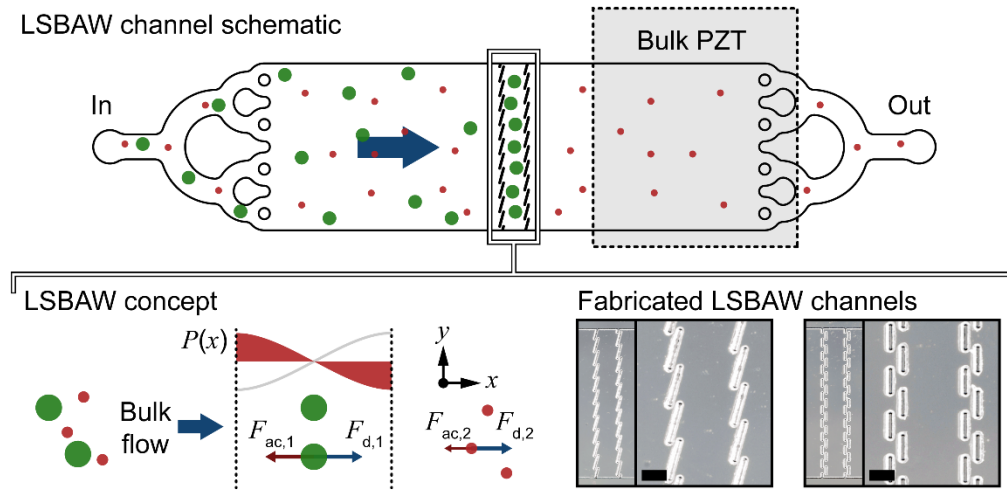 LSBAW channel schematic
Bulk PZT
In
Out
LSBAW concept
Fabricated LSBAW channels
P(x)
y
x
Bulk
flow
F_ac,1
F_d,1
F_ac,2
F_d,2